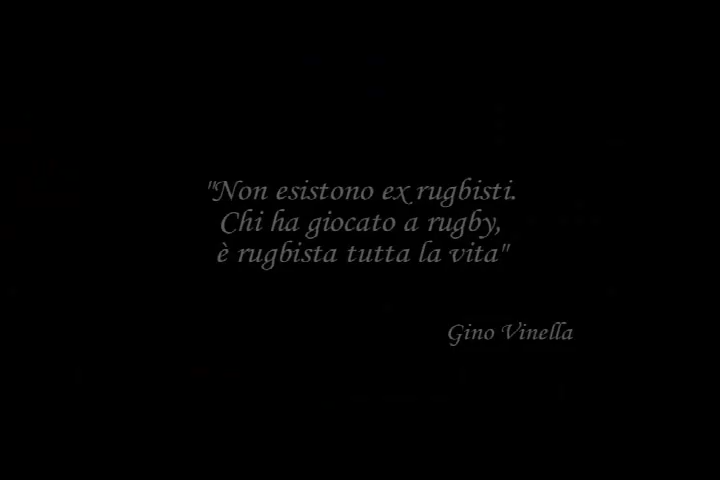 "Non esistono ex rugbisti.
Chi ha giocato a rugby,
è rugbista tutta la vita"
Gino Vinella